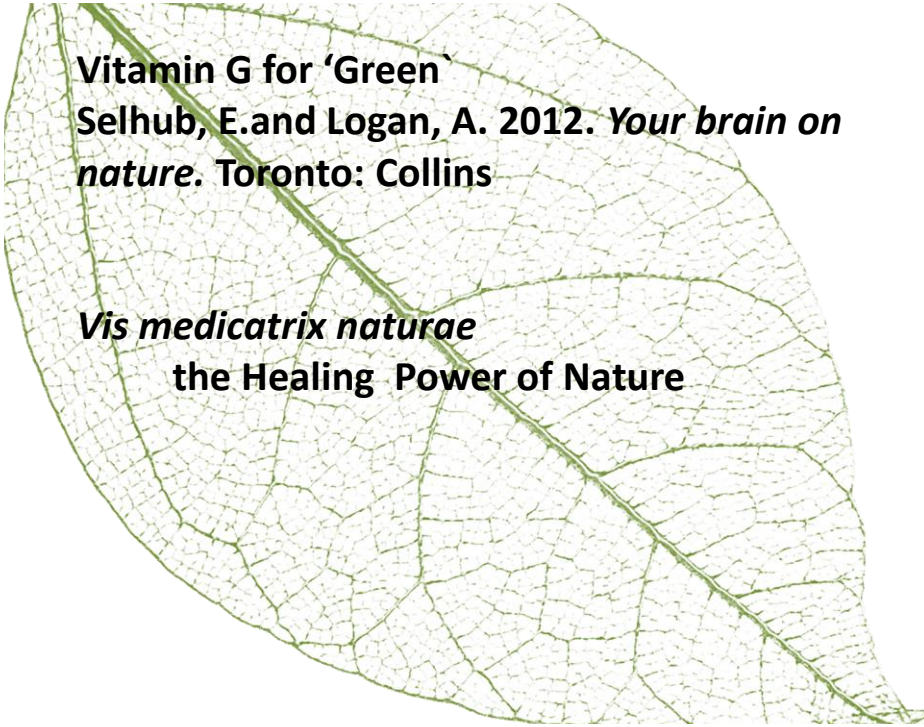 Vitamin G for ‘Green`
Selhub, E.and Logan, A. 2012. Your brain on
nature. Toronto: Collins
Vis medicatrix naturae
the Healing  Power of Nature